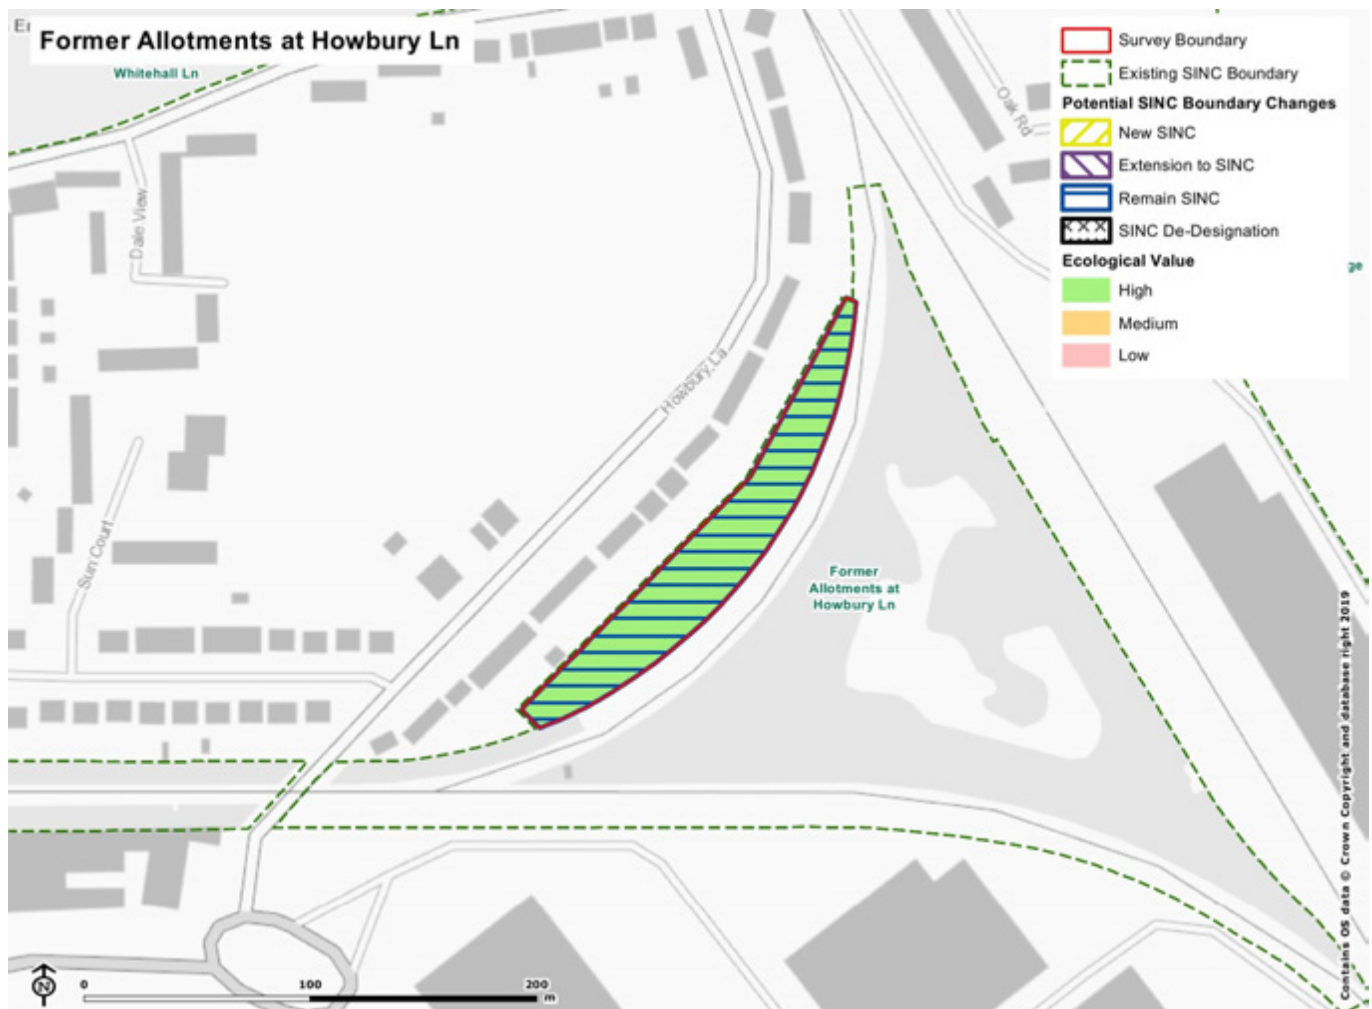 Former Allotments at Howbury Ln
Whitehall Ln
Dale View
Sun Court
Howbury La
Oak Rd
Former
Allotments at
Howbury Ln
Survey Boundary
Existing SINC Boundary
Potential SINC Boundary Changes
New SINC
Extension to SINC
Remain SINC
SINC De-Designation
Ecological Value
High
Medium
Low
ge
Contains OS data © Crown Copyright and database right 2019
N
0 100 200
m